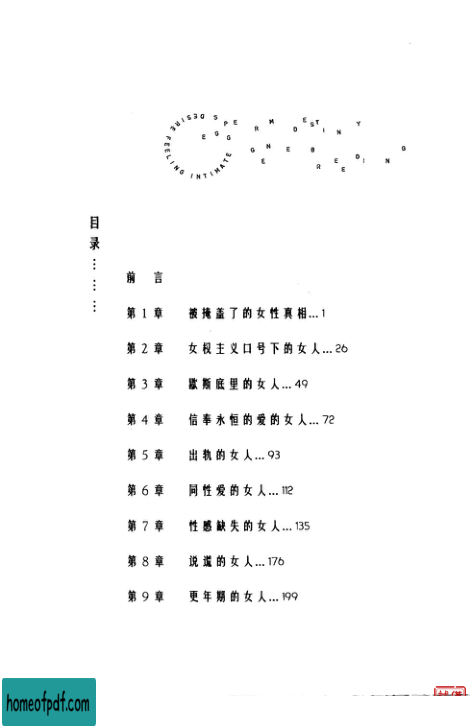 DESIRE FEELING INTIMATE
EGG
SPERM DESTINY
GENE BREEDING
目录………
前言
第1章 被掩盖了的女性真相...1
第2章 女权主义口号下的女人...26
第3章 歇斯底里的女人...49
第4章 信奉永恒的爱的女人...72
第5章 出轨的女人...93
第6章 同性爱的女人...112
第7章 性感缺失的女人...135
第8章 说谎的女人...176
第9章 更年期的女人...199
homeofpdf.com